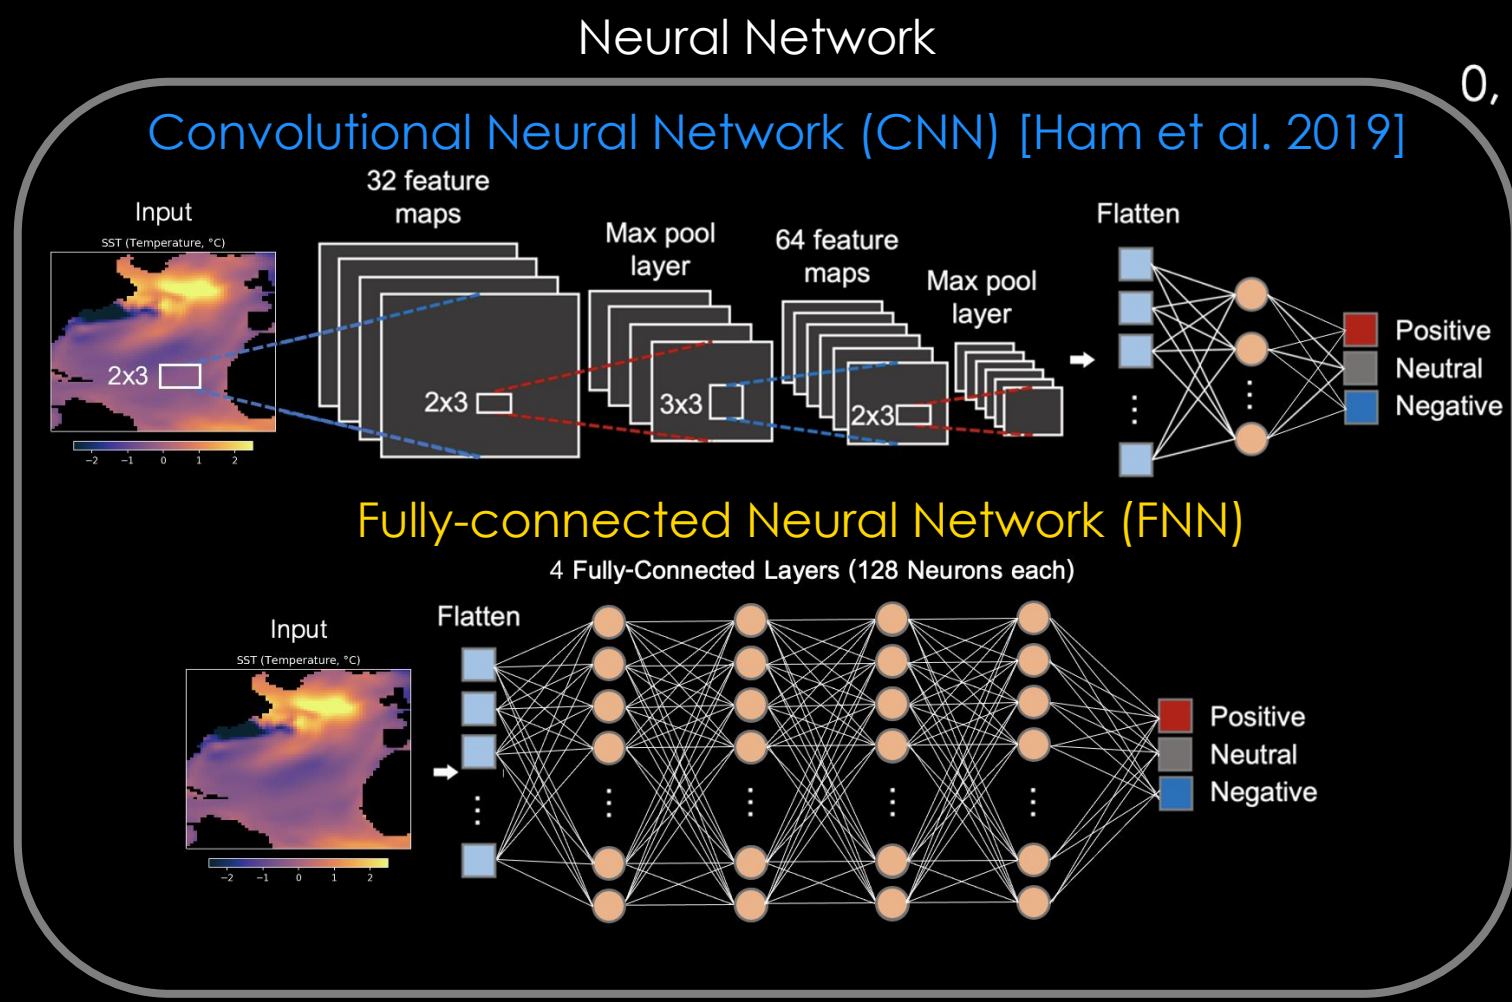 Neural Network
0,
Convolutional Neural Network (CNN) [Ham et al. 2019]
Input
SST (Temperature, °C)
2x3
−2 −1 0 1 2
32 feature
maps
2x3
Max pool
layer
3x3
64 feature
maps
2x3
Max pool
layer
Flatten
Positive
Neutral
Negative
Fully-connected Neural Network (FNN)
4 Fully-Connected Layers (128 Neurons each)
Input
SST (Temperature, °C)
−2 −1 0 1 2
Flatten
Positive
Neutral
Negative